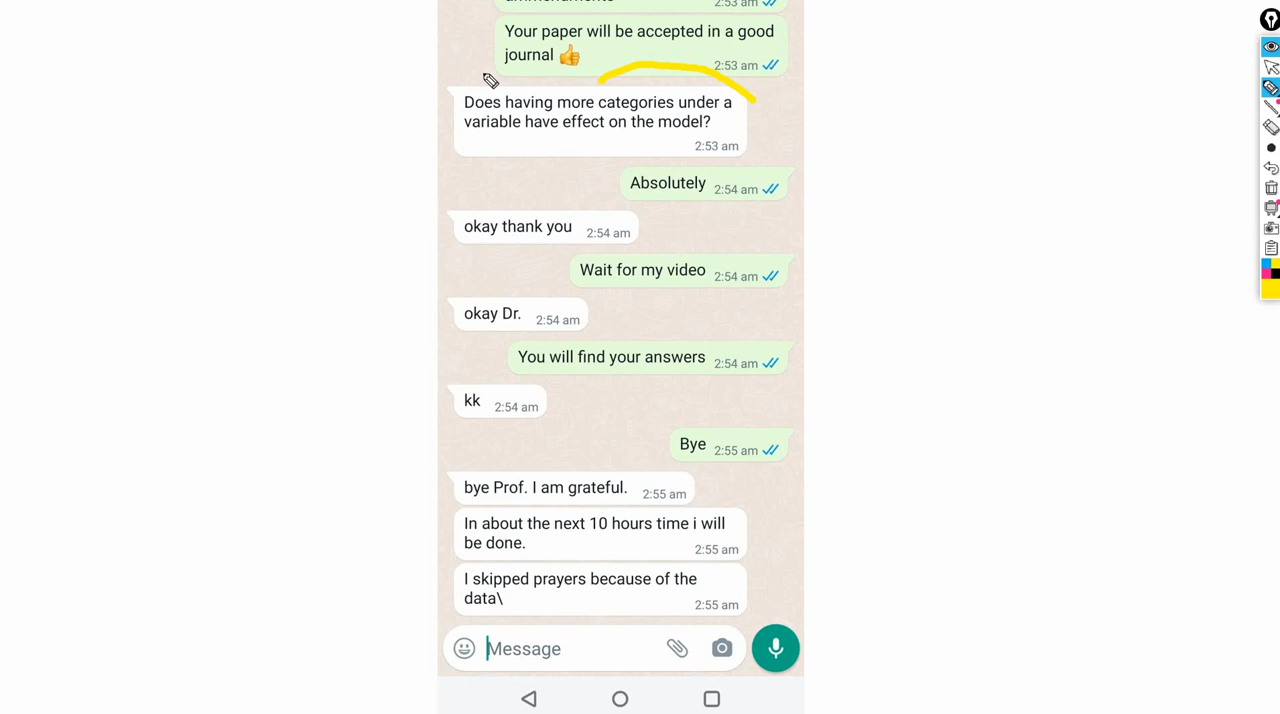 2:53 am
Your paper will be accepted in a good
journal 👍
2:53 am
Does having more categories under a
variable have effect on the model?
2:53 am
Absolutely 2:54 am
okay thank you 2:54 am
Wait for my video 2:54 am
okay Dr. 2:54 am
You will find your answers 2:54 am
kk 2:54 am
Bye 2:55 am
bye Prof. I am grateful. 2:55 am
In about the next 10 hours time i will
be done.
2:55 am
I skipped prayers because of the
data\
2:55 am
Message